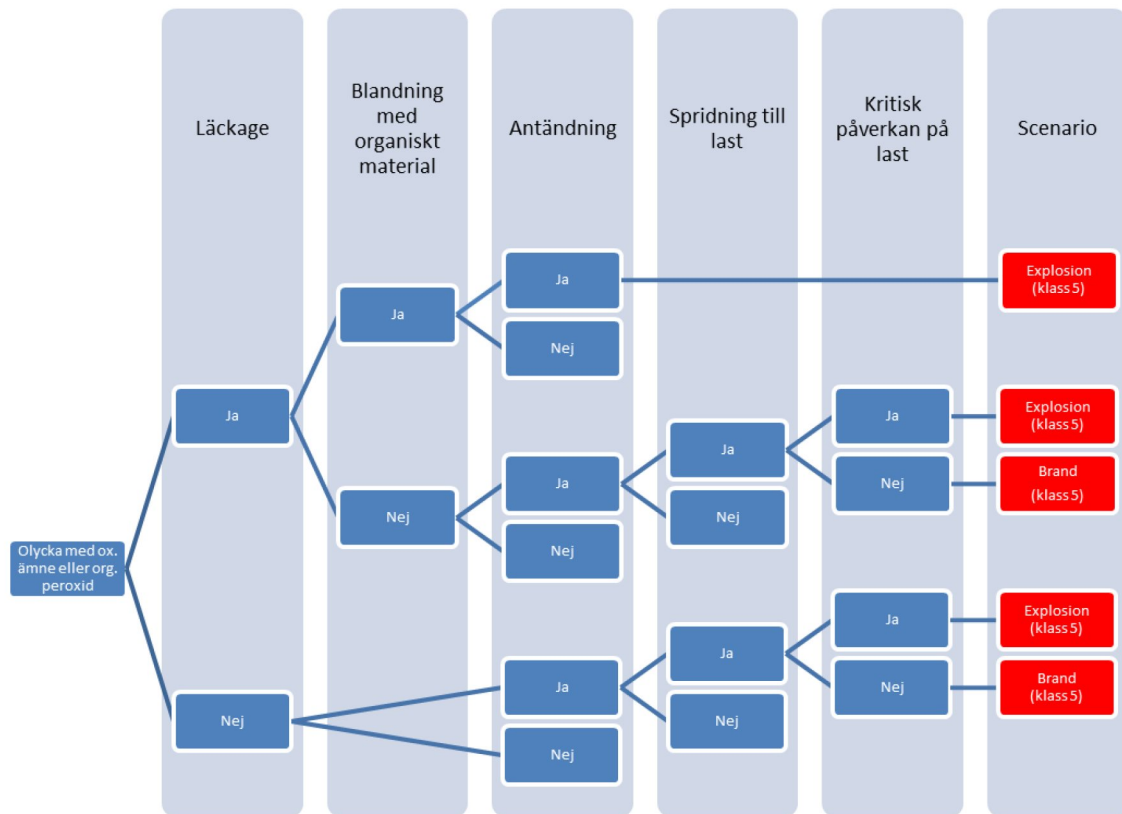 Läckage
Blandning
med
organiskt
material
Antändning
Spridning till
last
Kritisk
påverkan på
last
Scenario
Ja
Explosion
(klass 5)
Ja
Nej
Ja
Ja
Explosion
(klass 5)
Ja
Ja
Nej
Brand
(klass 5)
Nej
Nej
Nej
Olycka med ox.
ämne eller org.
peroxid
Ja
Explosion
(klass 5)
Ja
Ja
Nej
Brand
(klass 5)
Nej
Nej
Nej